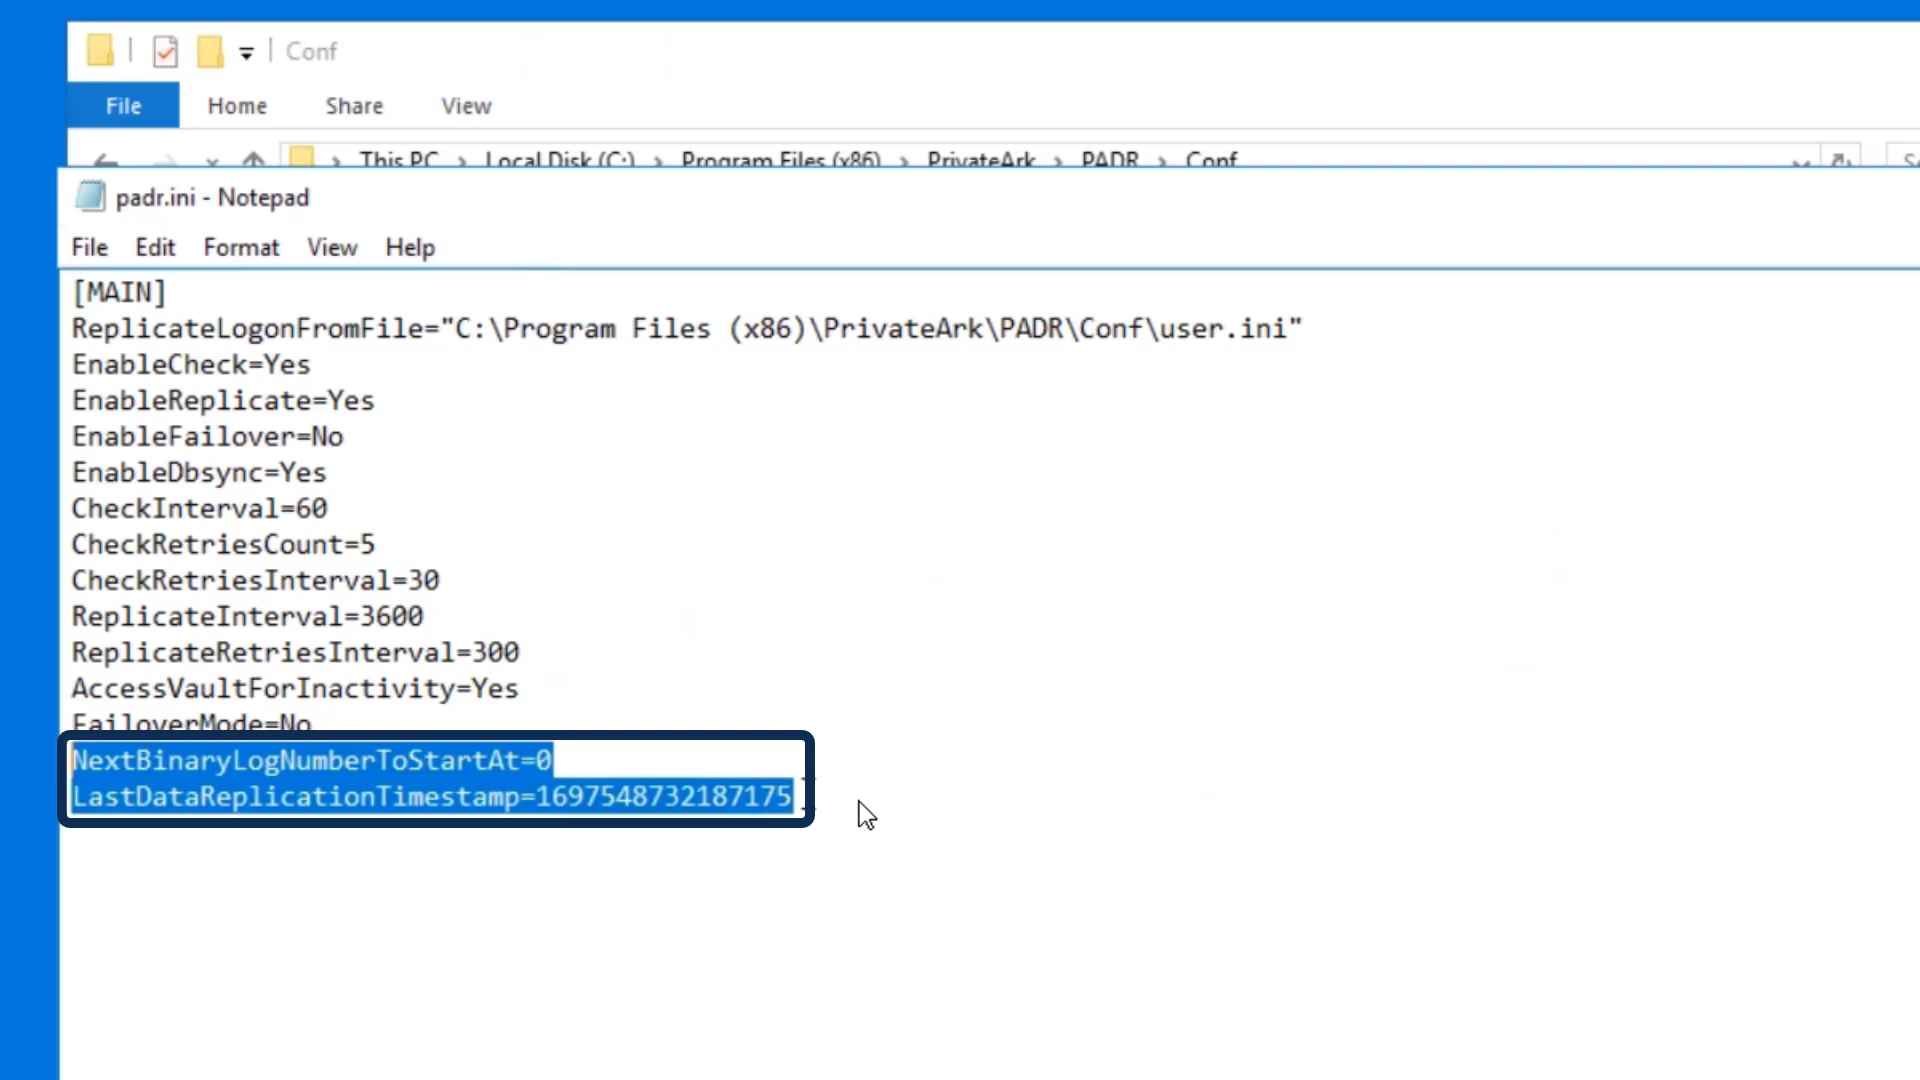 Conf
File Home Share View
This PC Local Disk (C:) Program Files (x86) PrivateArk PADR Conf
padr.ini - Notepad
File Edit Format View Help
[MAIN]
ReplicateLogonFromFile="C:\Program Files (x86)\PrivateArk\PADR\Conf\user.ini"
EnableCheck=Yes
EnableReplicate=Yes
EnableFailover=No
EnableDbsync=Yes
CheckInterval=60
CheckRetriesCount=5
CheckRetriesInterval=30
ReplicateInterval=3600
ReplicateRetriesInterval=300
AccessVaultForInactivity=Yes
FailoverMode=No
NextBinaryLogNumberToStartAt=0
LastDataReplicationTimestamp=1697548732187175